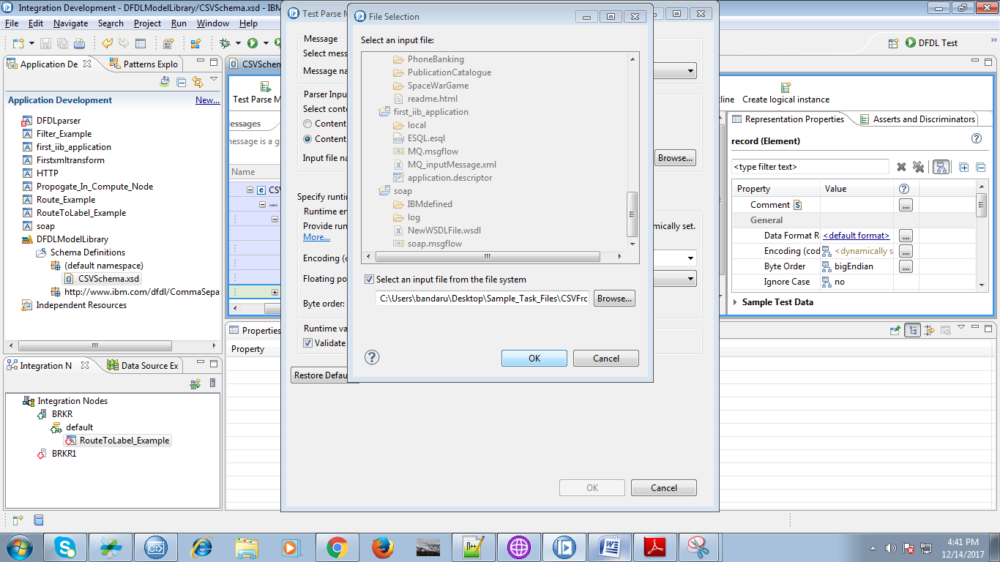 Integration Development - DFDLModelLibrary/CSVSchema.xsd - IBM
File Edit Navigate Search Project Run Window Help
DFDL Test
Application De
Patterns Explo
Application Development
New...
DFDLparser
Filter_Example
first_iib_application
Firstxmltransform
HTTP
Propogate_In_Compute_Node
Route_Example
RouteToLabel_Example
soap
DFDLModelLibrary
Schema Definitions
(default namespace)
CSVSchema.xsd
http://www.ibm.com/dfdl/CommaSepa
Independent Resources
Integration N
Data Source Ex
Integration Nodes
BRKR
default
RouteToLabel_Example
BRKR1
CSVSchem
Test Parse M
essages
message is a g
Name
CSV
Properties
Property
Test Parse M
Message
Select mess
Message na
Parser Inpu
Select conte
Content
Content
Input file na
Browse...
Specify runtim
Runtime en
Provide run
mically set.
More...
Encoding (c
Floating po
Byte order:
Runtime va
Validate
Restore Defau
OK
Cancel
File Selection
Select an input file:
PhoneBanking
PublicationCatalogue
SpaceWarGame
readme.html
first_iib_application
local
ESQL.esql
MQ.msgflow
MQ_inputMessage.xml
application.descriptor
soap
IBMdefined
log
NewWSDLFile.wsdl
soap.msgflow
Select an input file from the file system
C:\Users\bandaru\Desktop\Sample_Task_Files\CSVFrc
Browse...
OK
Cancel
line
Create logical instance
Representation Properties
Asserts and Discriminators
record (Element)
<type filter text>
Property Value
Comment
General
Data Format R <default format>
Encoding (cod <dynamically s
Byte Order bigEndian
Ignore Case no
Sample Test Data
4:41 PM
12/14/2017